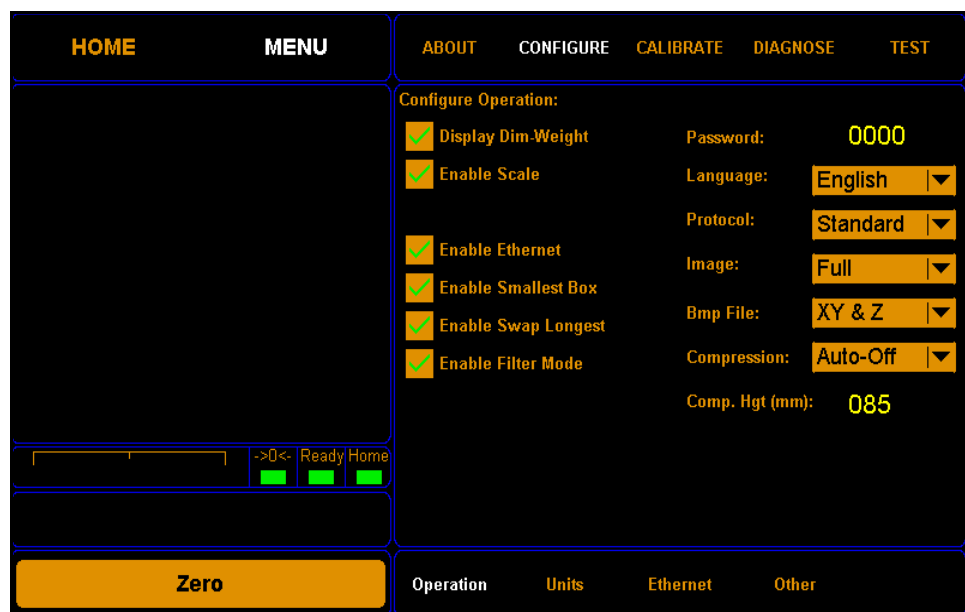 HOME MENU
ABOUT CONFIGURE CALIBRATE DIAGNOSE TEST
Configure Operation:
Display Dim-Weight
Enable Scale
Enable Ethernet
Enable Smallest Box
Enable Swap Longest
Enable Filter Mode
Password: 0000
Language: English
Protocol: Standard
Image: Full
Bmp File: XY & Z
Compression: Auto-Off
Comp. Hgt (mm): 085
->0<- Ready Home
Zero
Operation Units Ethernet Other